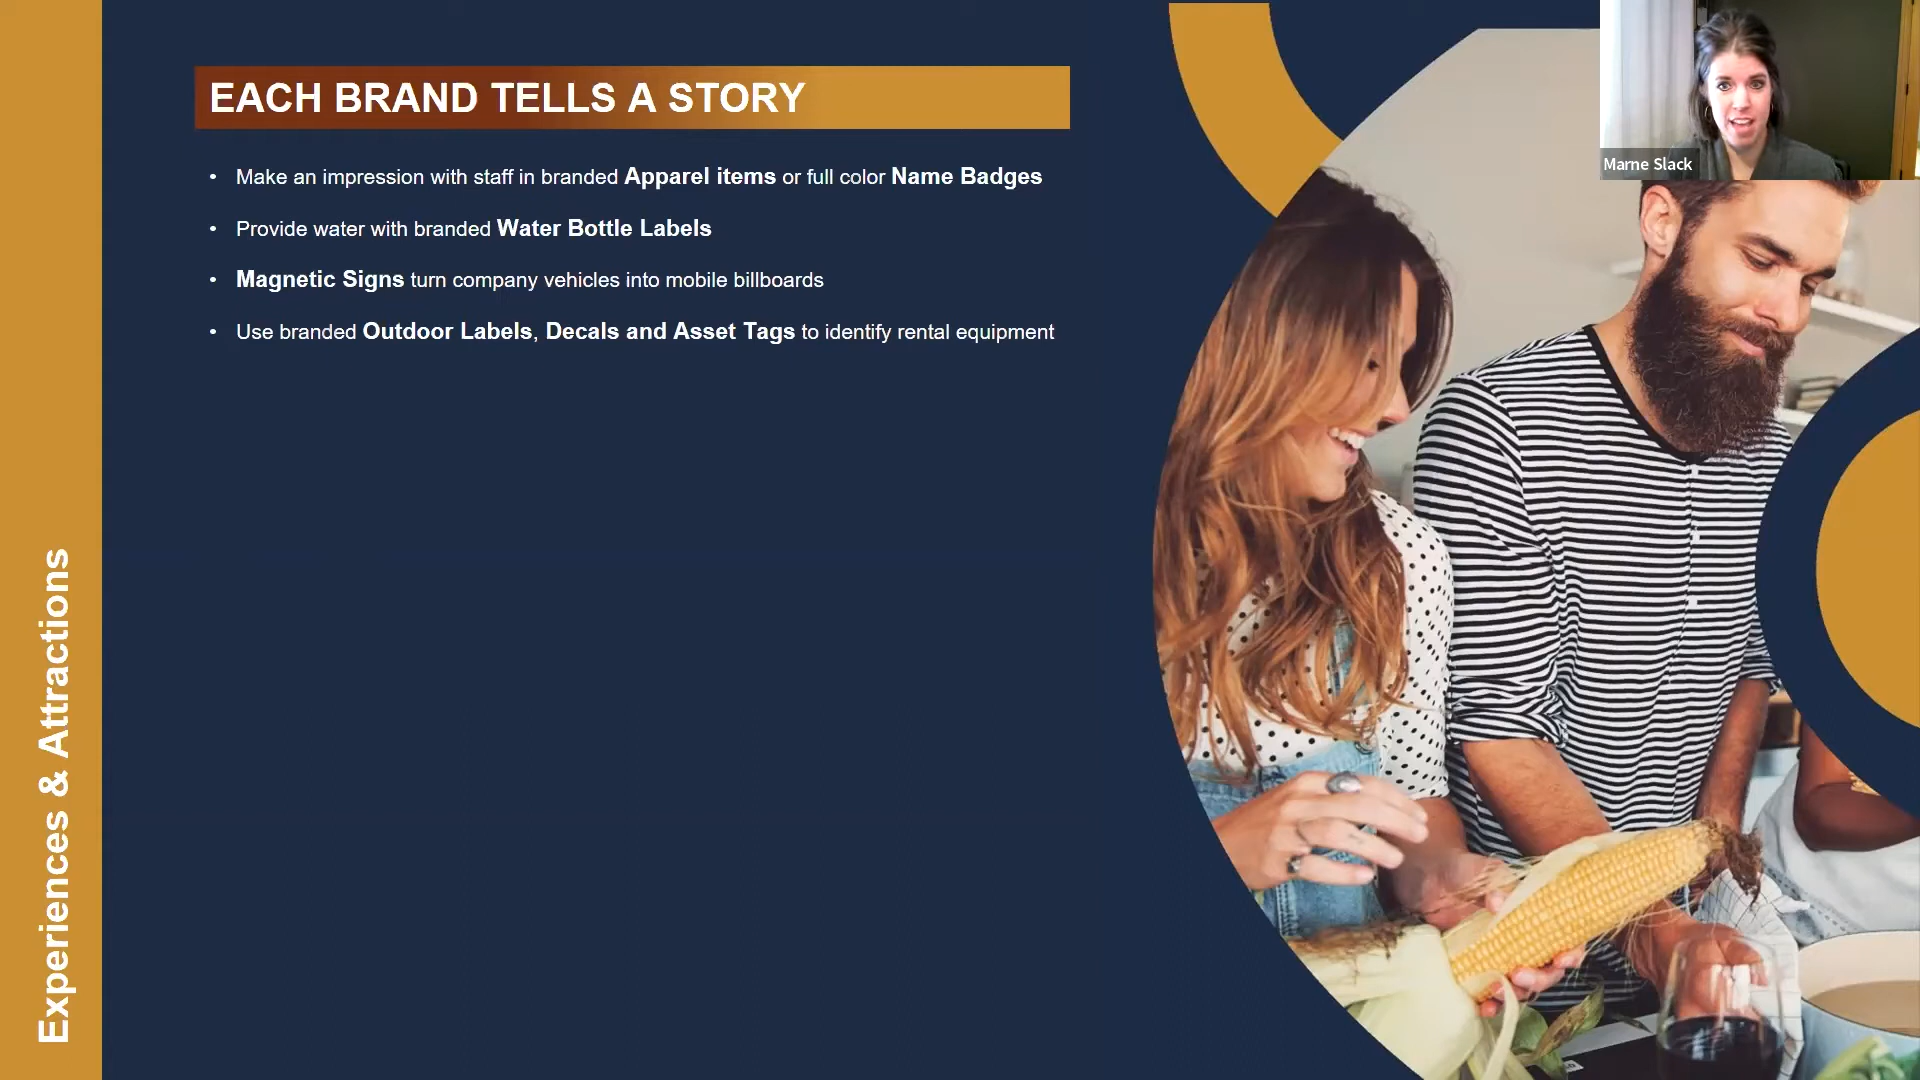 EACH BRAND TELLS A STORY
• Make an impression with staff in branded Apparel items or full color Name Badges
• Provide water with branded Water Bottle Labels
• Magnetic Signs turn company vehicles into mobile billboards
• Use branded Outdoor Labels, Decals and Asset Tags to identify rental equipment
Experiences & Attractions
Marne Slack